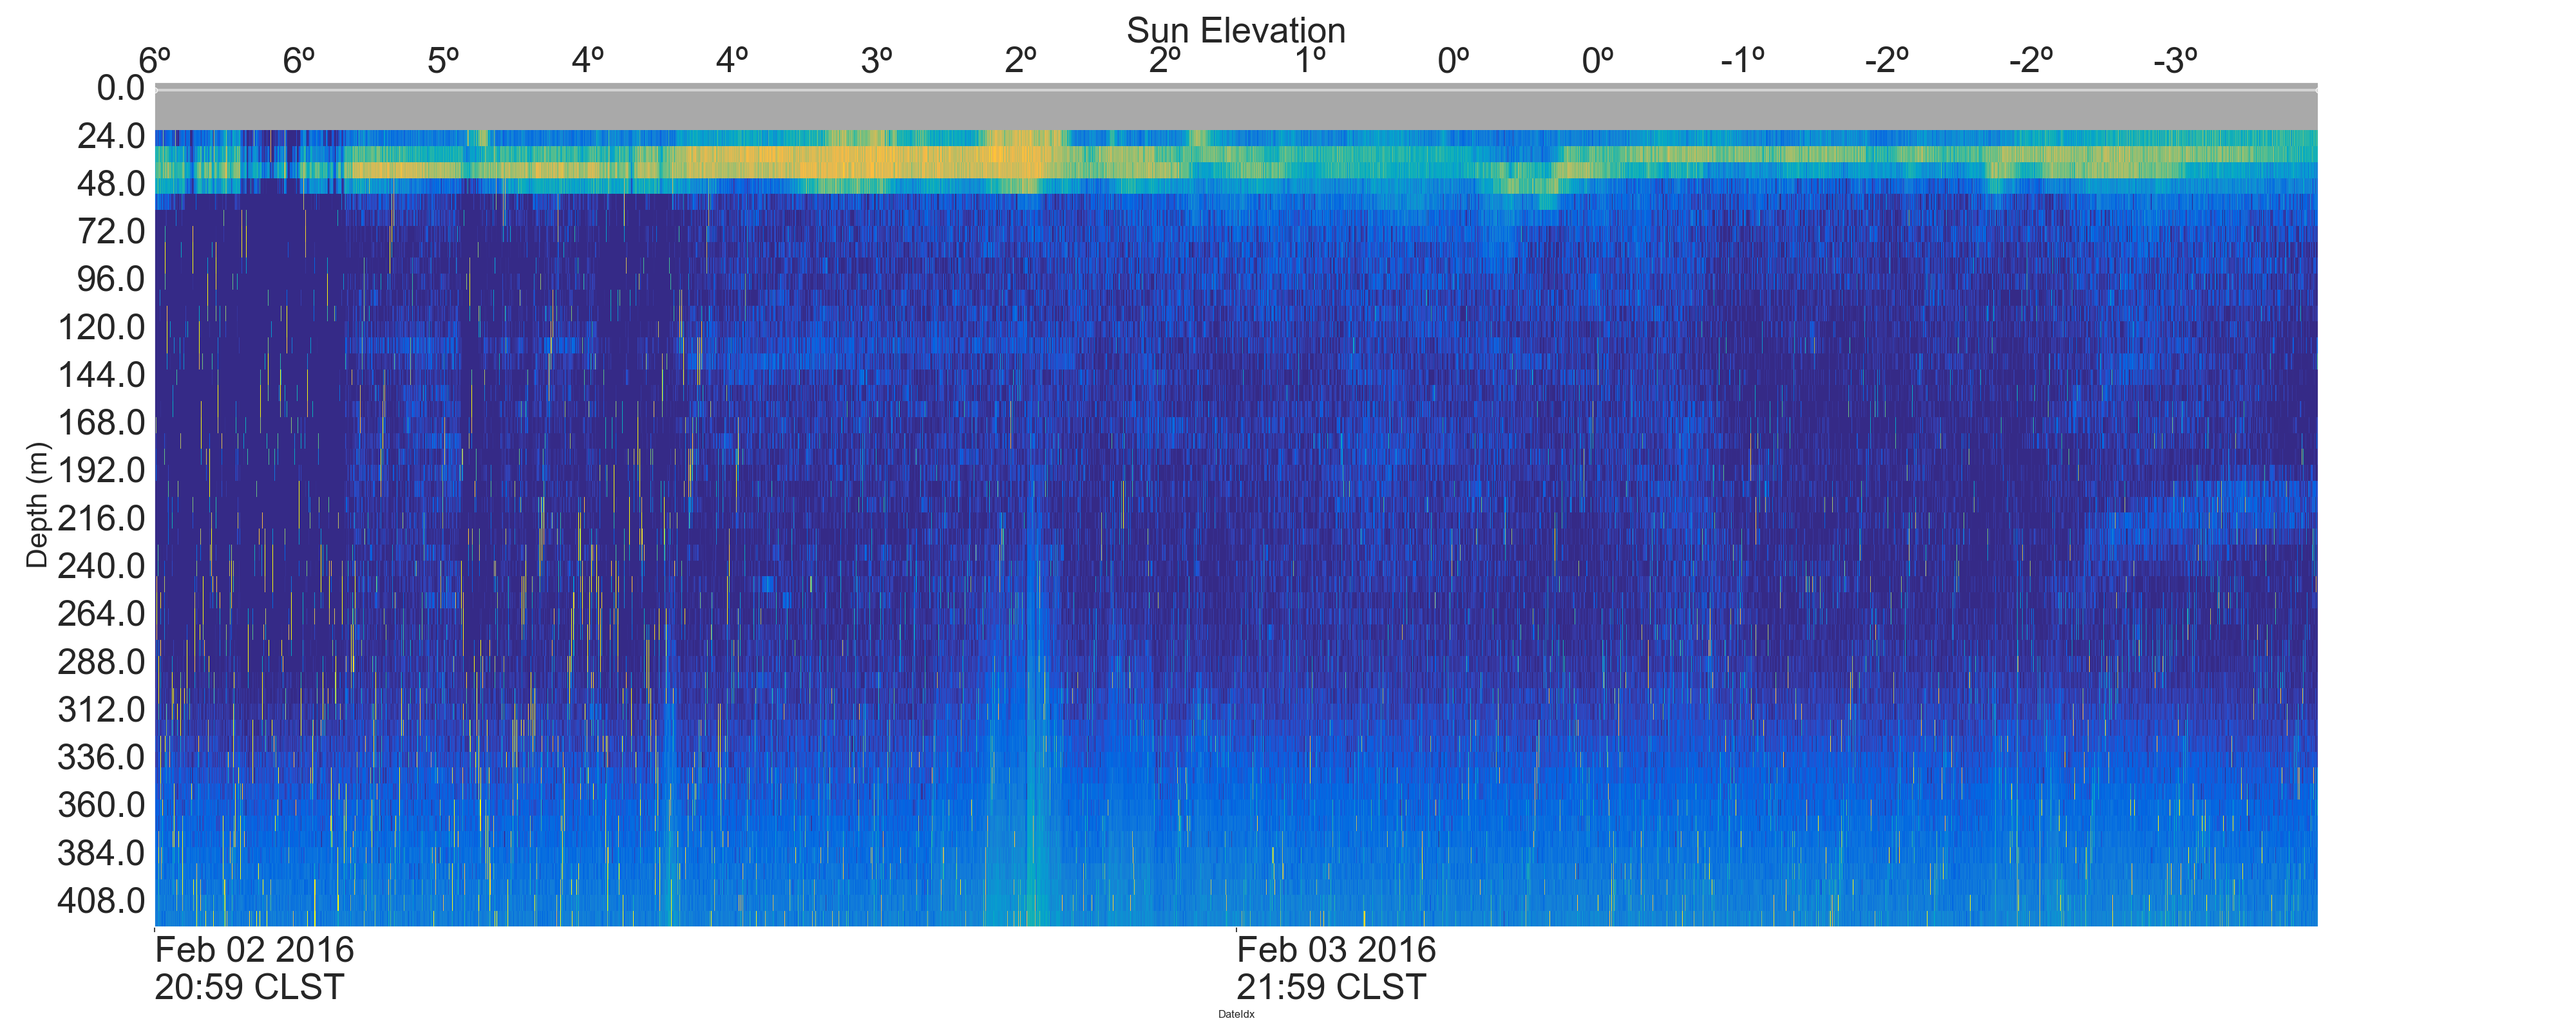 Sun Elevation
6º 6º 5º 4º 4º 3º 2º 2º 1º 0º 0º -1º -2º -2º -3º
0.0
24.0
48.0
72.0
96.0
120.0
144.0
168.0
192.0
216.0
240.0
264.0
288.0
312.0
336.0
360.0
384.0
408.0
Depth (m)
Feb 02 2016
20:59 CLST
Feb 03 2016
21:59 CLST
DateIdx